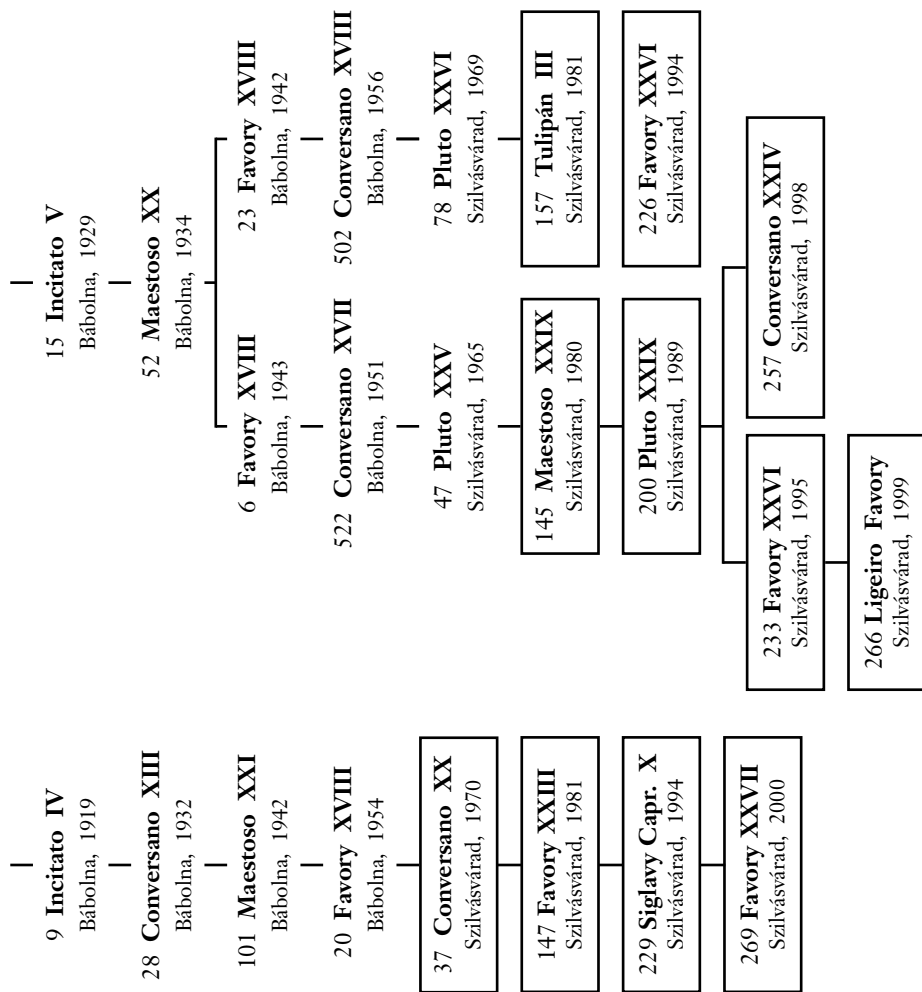 9 Incitato IV
Bábolna, 1919
28 Conversano XIII
Bábolna, 1932
101 Maestoso XXI
Bábolna, 1942
20 Favory XVIII
Bábolna, 1954
37 Conversano XX
Szilvásvárad, 1970
147 Favory XXIII
Szilvásvárad, 1981
229 Siglavy Capr. X
Szilvásvárad, 1994
269 Favory XXVII
Szilvásvárad, 2000
15 Incitato V
Bábolna, 1929
52 Maestoso XX
Bábolna, 1934
6 Favory XVIII
Bábolna, 1943
522 Conversano XVII
Bábolna, 1951
47 Pluto XXV
Szilvásvárad, 1965
145 Maestoso XXIX
Szilvásvárad, 1980
200 Pluto XXIX
Szilvásvárad, 1989
233 Favory XXVI
Szilvásvárad, 1995
266 Ligeiro Favory
Szilvásvárad, 1999
257 Conversano XXIV
Szilvásvárad, 1998
23 Favory XVIII
Bábolna, 1942
502 Conversano XVIII
Bábolna, 1956
78 Pluto XXVI
Szilvásvárad, 1969
157 Tulipán III
Szilvásvárad, 1981
226 Favory XXVI
Szilvásvárad, 1994